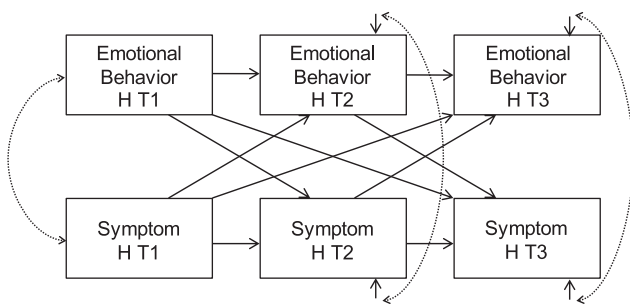 Emotional
Behavior
H T1
Emotional
Behavior
H T2
Emotional
Behavior
H T3
Symptom
H T1
Symptom
H T2
Symptom
H T3